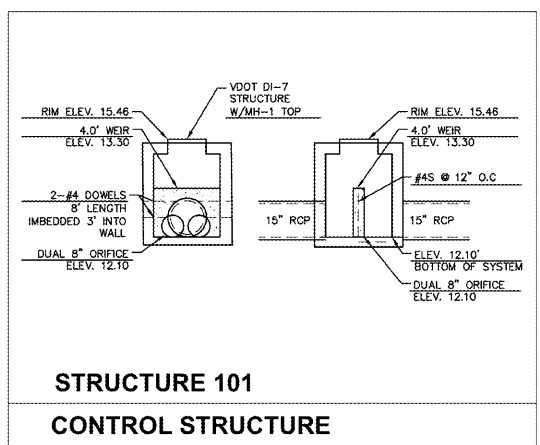 VDOT DI-7
STRUCTURE
W/MH-1 TOP
RIM ELEV. 15.46
4.0' WEIR
ELEV. 13.30
2-#4 DOWELS
8' LENGTH
IMBEDDED 3' INTO
WALL
DUAL 8" ORIFICE
ELEV. 12.10
RIM ELEV. 15.46
4.0' WEIR
ELEV. 13.30
#4S @ 12" O.C
15" RCP
15" RCP
ELEV. 12.10'
BOTTOM OF SYSTEM
DUAL 8" ORIFICE
ELEV. 12.10
STRUCTURE 101
CONTROL STRUCTURE